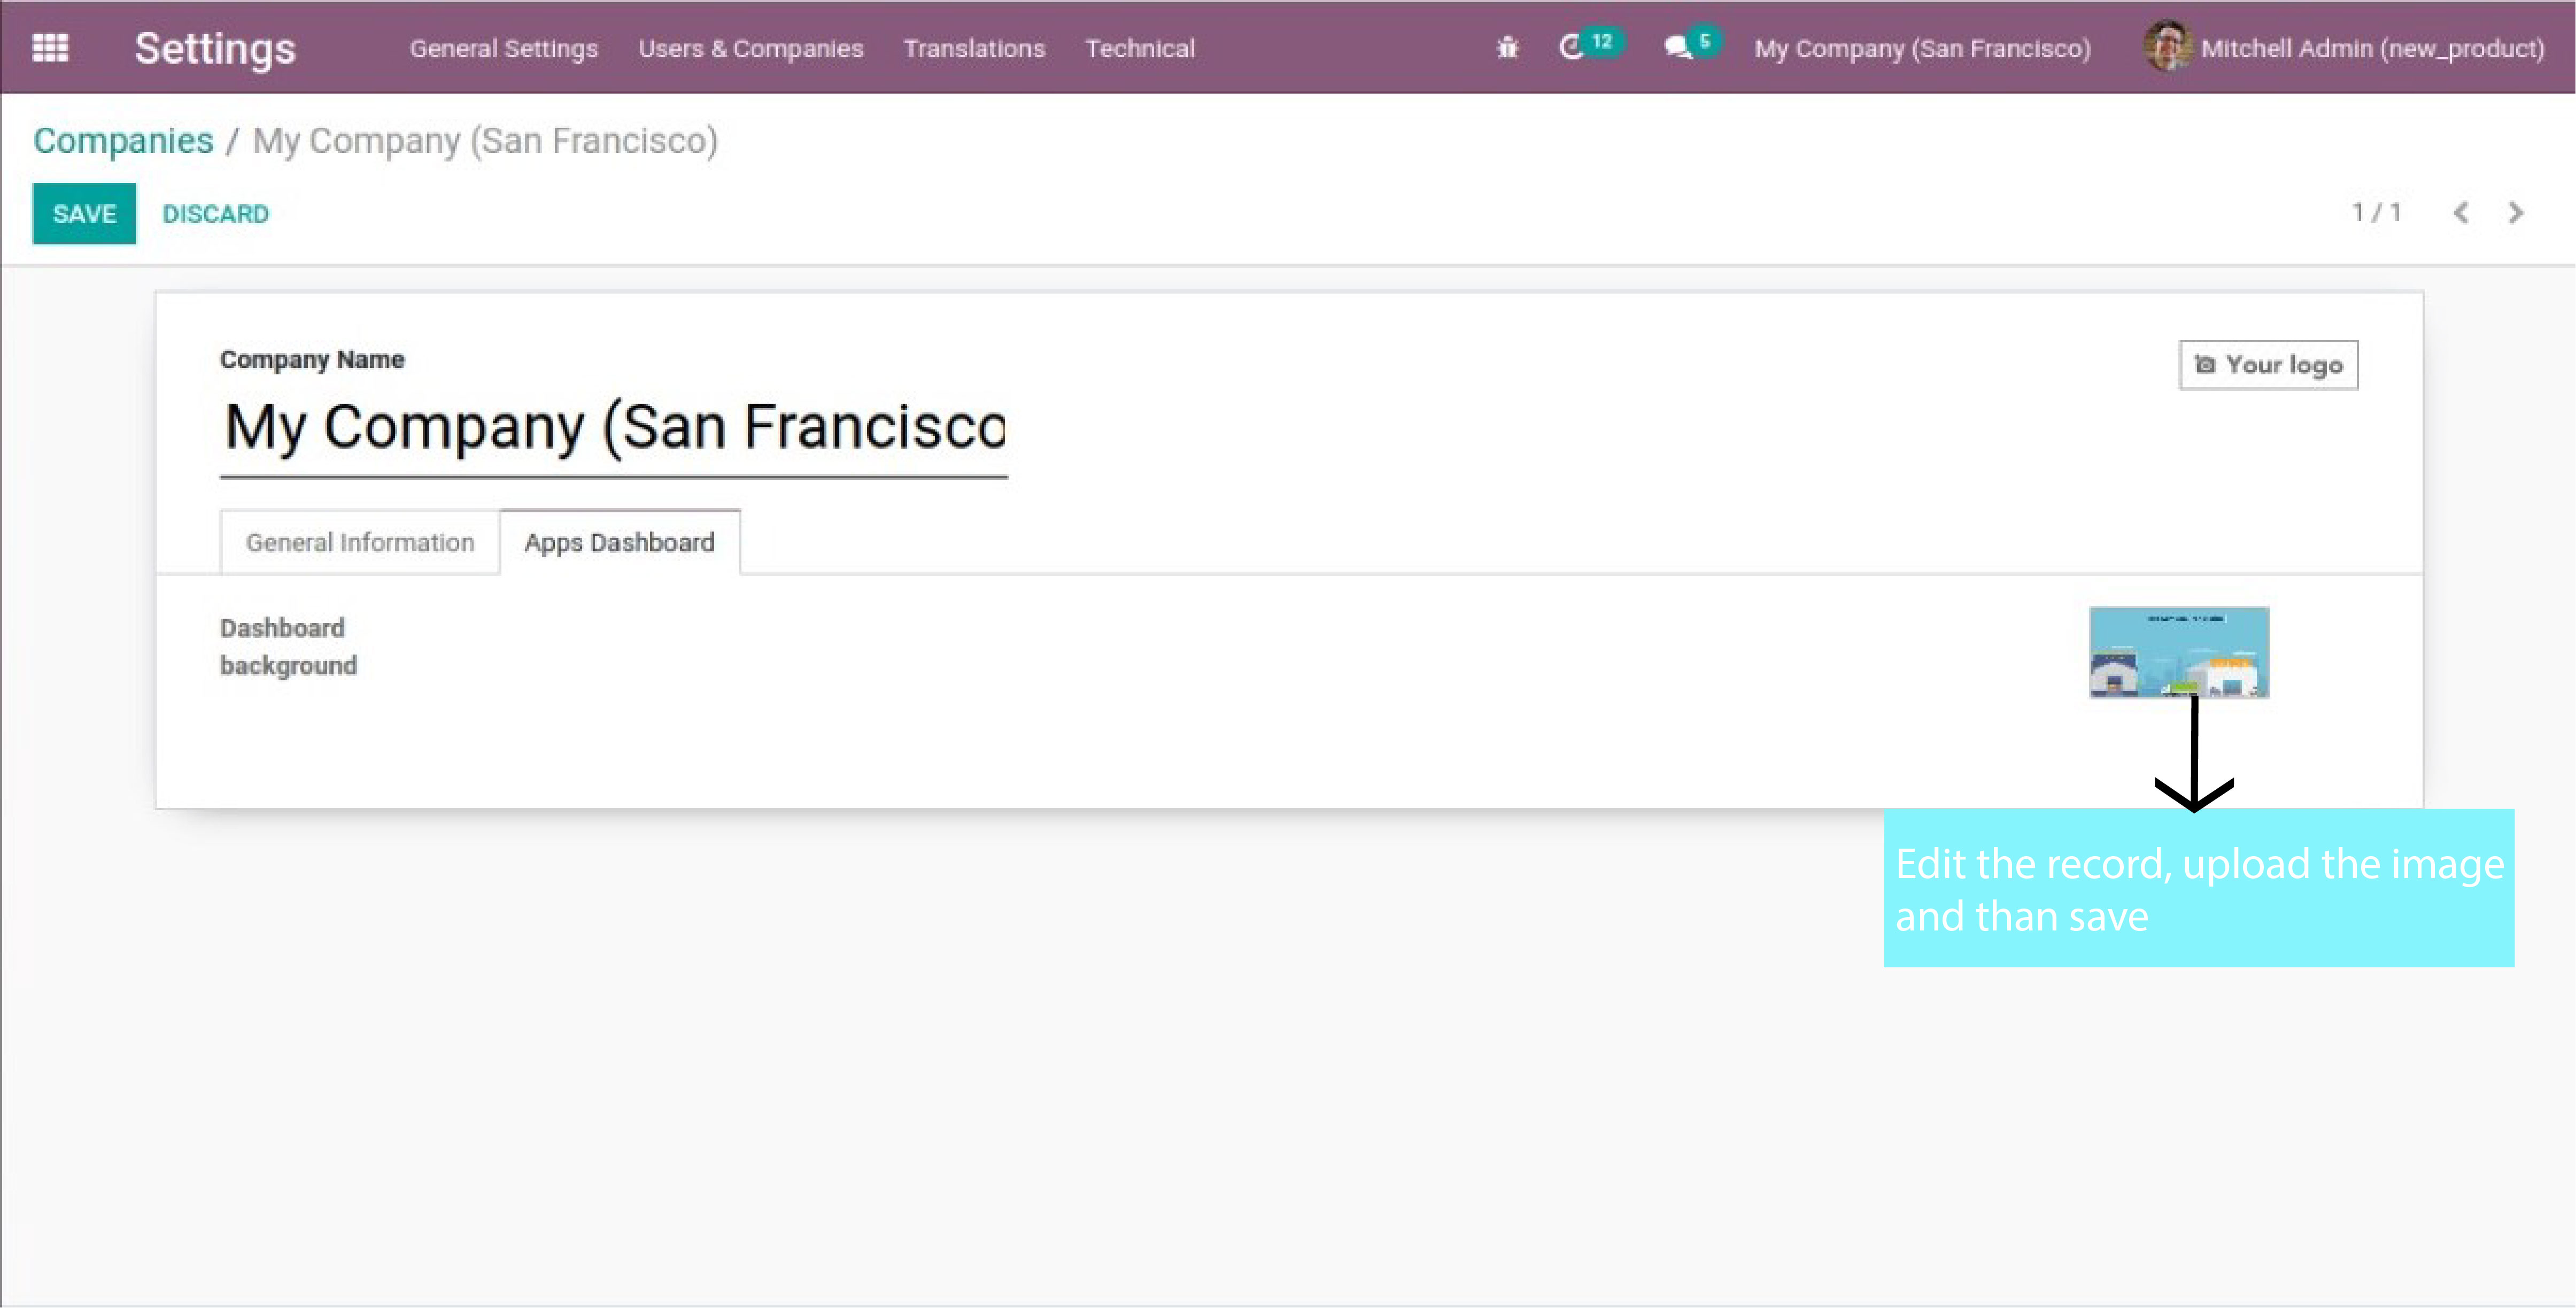 Settings General Settings Users & Companies Translations Technical 12 5 My Company (San Francisco) Mitchell Admin (new_product)
Companies / My Company (San Francisco)
SAVE DISCARD 1 / 1
Company Name
Your logo
My Company (San Francisco
General Information Apps Dashboard
Dashboard
background
Edit the record, upload the image
and than save